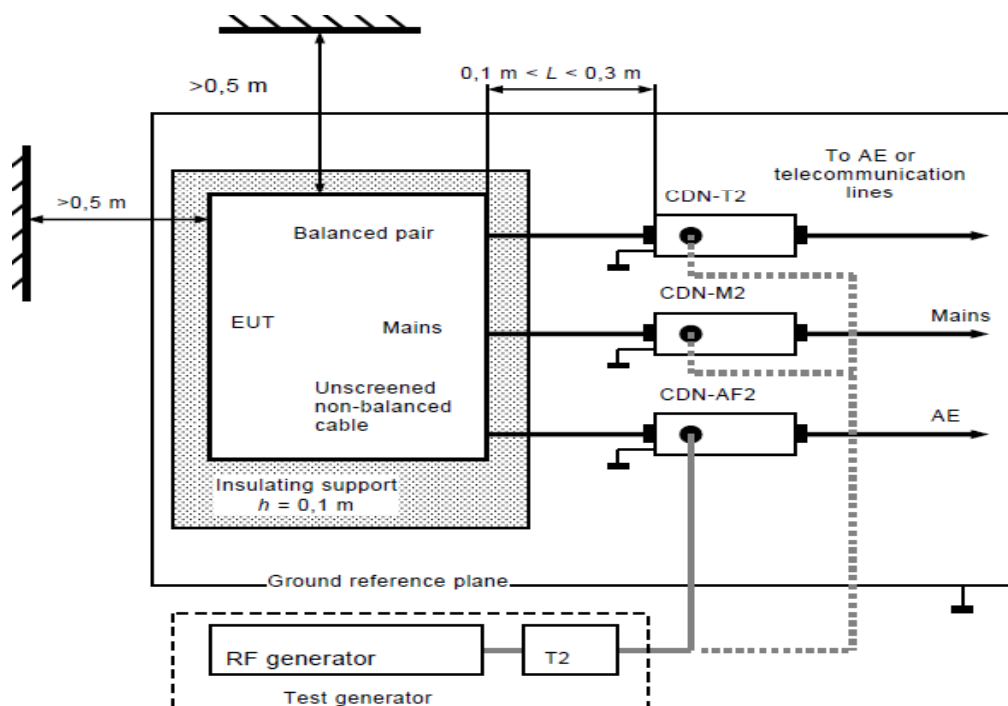 >0,5 m
0,1 m < L < 0,3 m
>0,5 m
To AE or
telecommunication
lines
CDN-T2
Balanced pair
CDN-M2
EUT
Mains
Mains
Unscreened
non-balanced
cable
CDN-AF2
AE
Insulating support
h = 0,1 m
Ground reference plane
RF generator
T2
Test generator